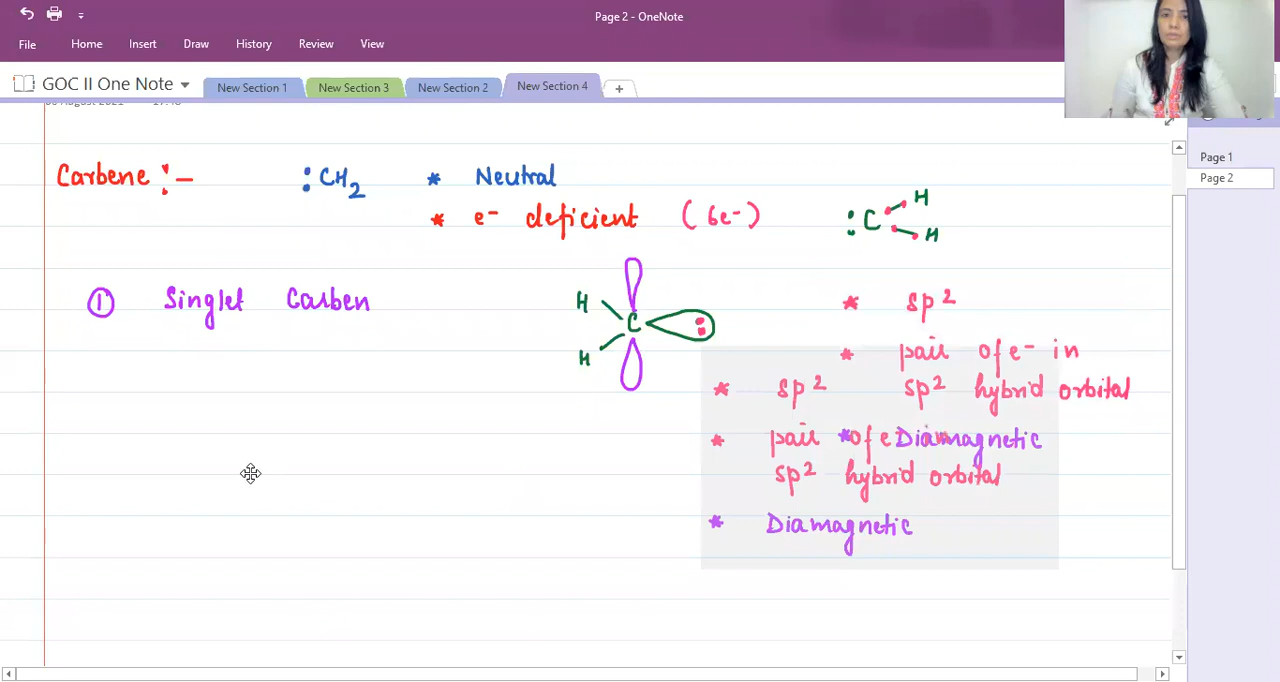 Page 2 - OneNote
File Home Insert Draw History Review View
GOC II One Note New Section 1 New Section 3 New Section 2 New Section 4 +
Page 1
Page 2
Carbene :- :CH2 * Neutral
* e- deficient (6e-) :C H
H
① Singlet Carben H C : H
* sp2
* pair of e- in
sp2 hybrid orbital
* Diamagnetic
* sp2
* pair of e- in
sp2 hybrid orbital
* Diamagnetic